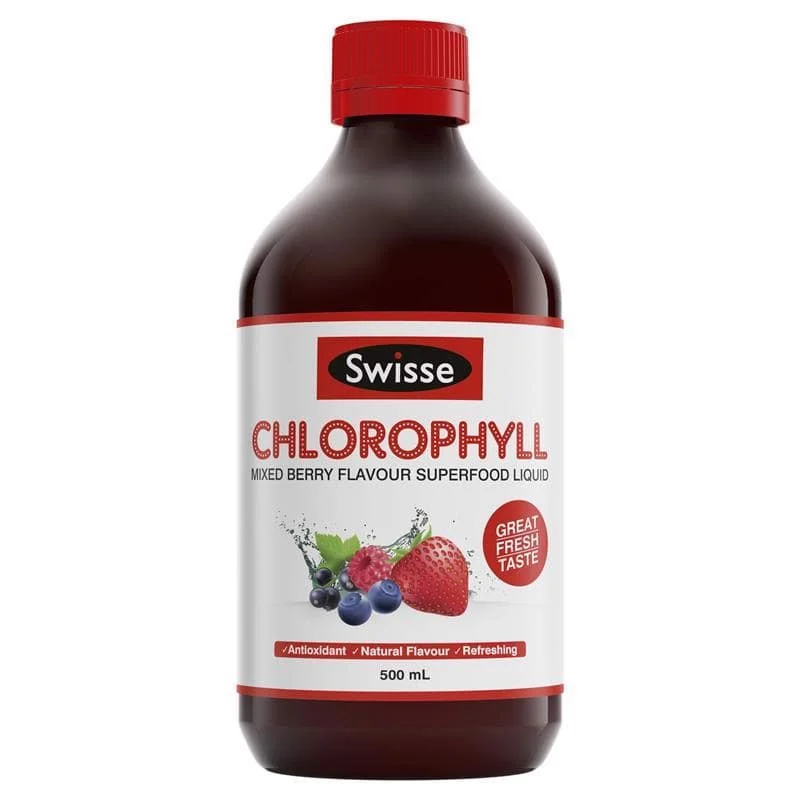 Swisse
CHLOROPHYLL
MIXED BERRY FLAVOUR SUPERFOOD LIQUID
GREAT
FRESH
TASTE
✓Antioxidant ✓Natural Flavour ✓Refreshing
500 mL